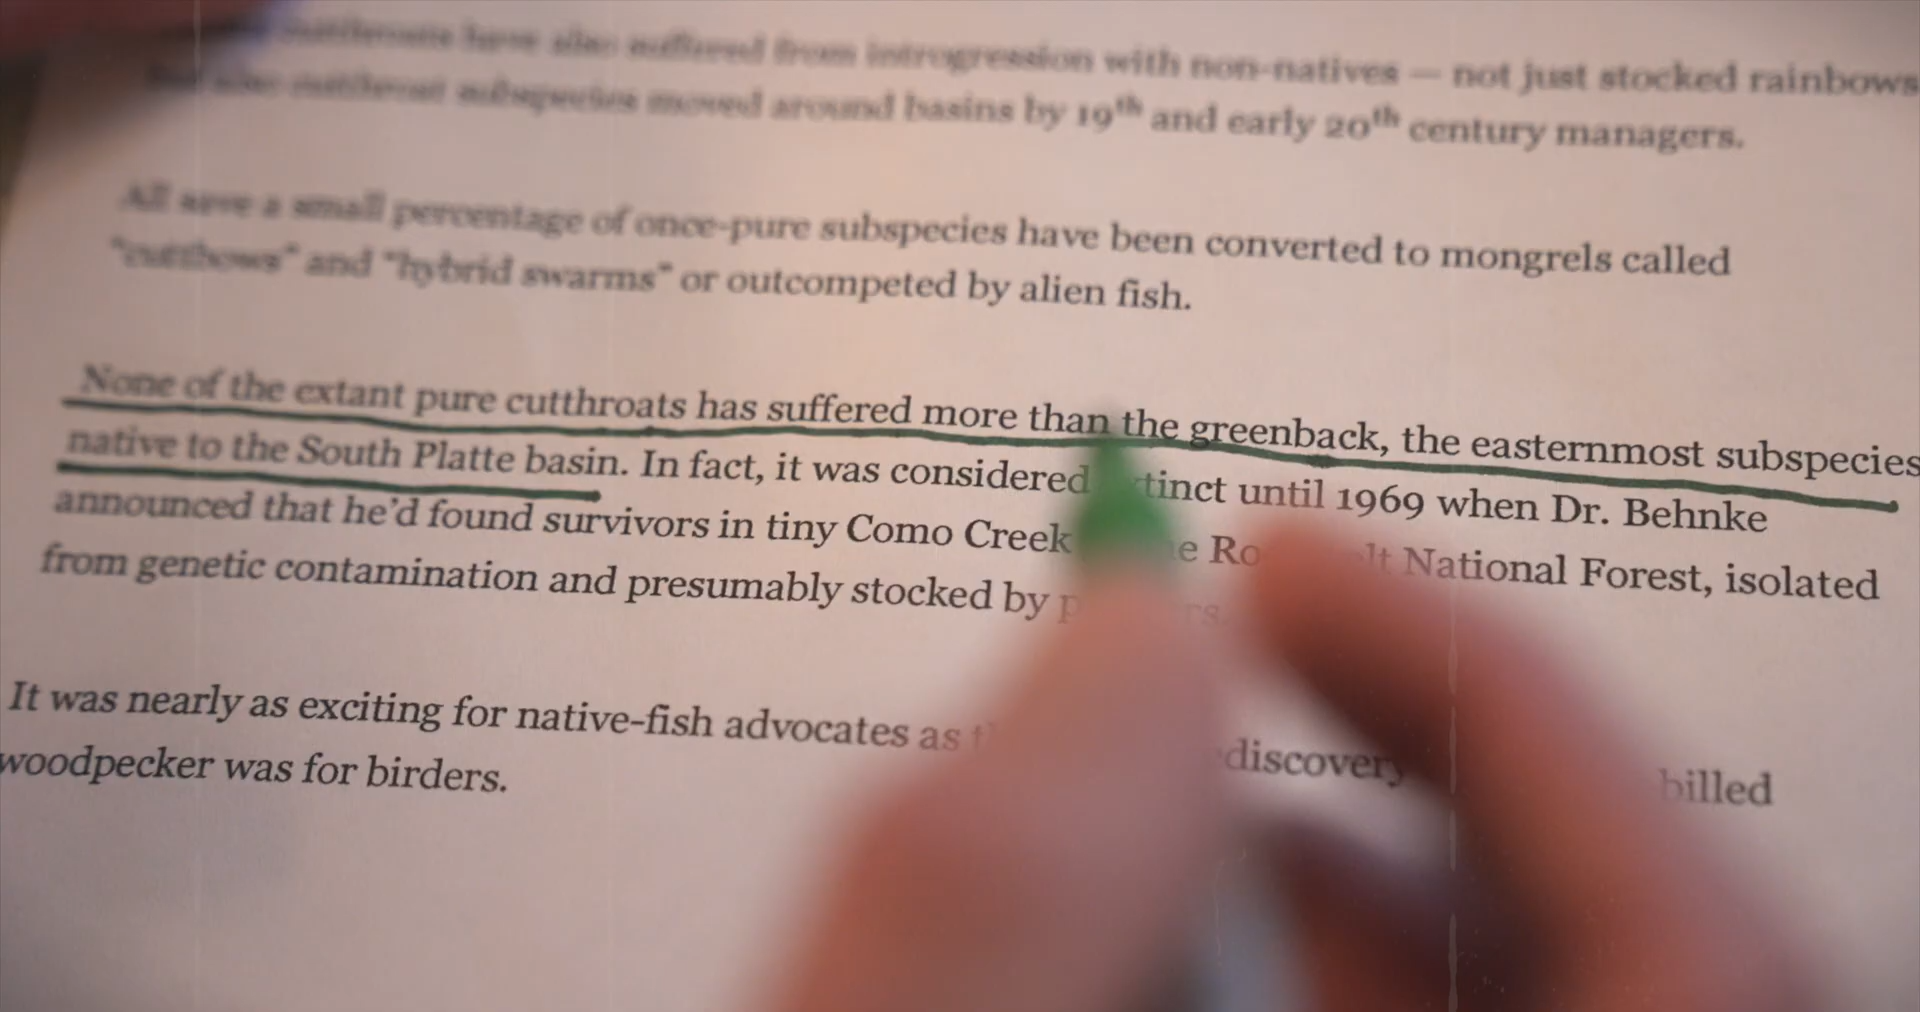 cutthroats have also suffered from introgression with non-natives — not just stocked rainbows
but also cutthroat subspecies moved around basins by 19th and early 20th century managers.
All save a small percentage of once-pure subspecies have been converted to mongrels called
"cuttbows" and "hybrid swarms" or outcompeted by alien fish.
None of the extant pure cutthroats has suffered more than the greenback, the easternmost subspecies
native to the South Platte basin. In fact, it was considered tinct until 1969 when Dr. Behnke
announced that he'd found survivors in tiny Como Creek e Ro lt National Forest, isolated
from genetic contamination and presumably stocked by p rs.
It was nearly as exciting for native-fish advocates as discovery billed
woodpecker was for birders.